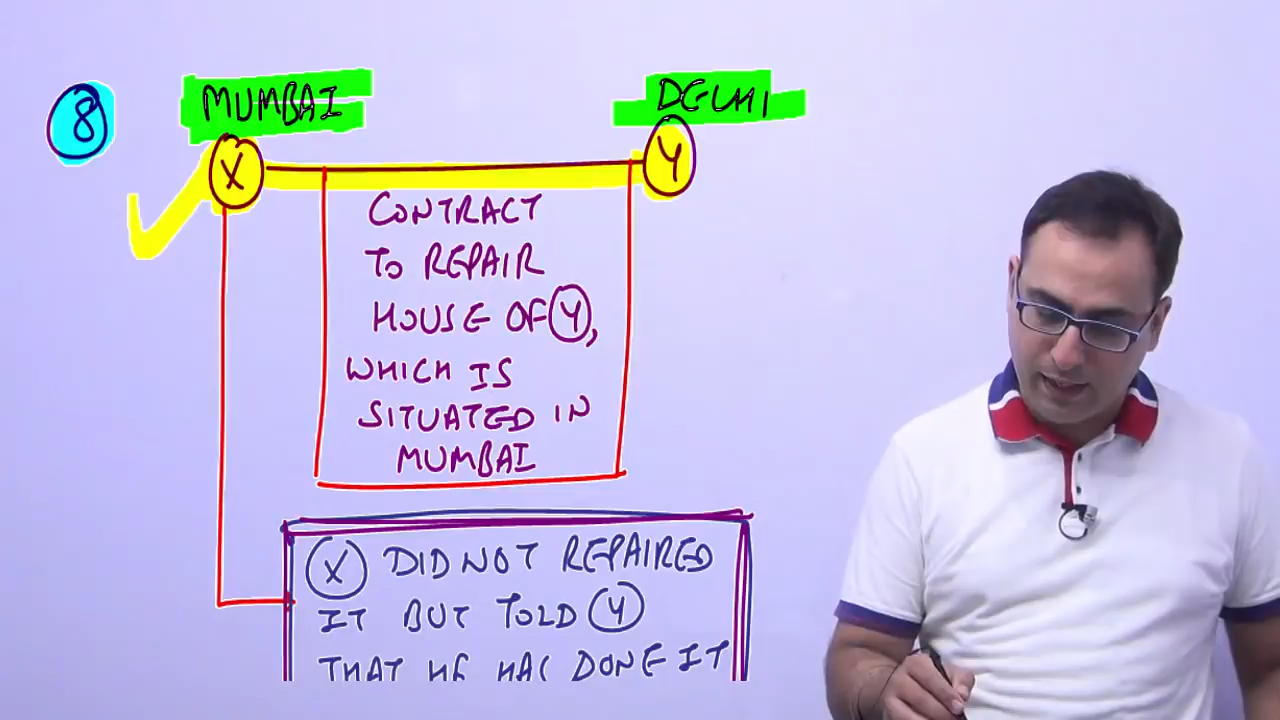 8
MUMBAI
DELHI
X
Y
CONTRACT
TO REPAIR
HOUSE OF Y,
WHICH IS
SITUATED IN
MUMBAI
X DID NOT REPAIRED
IT BUT TOLD Y
THAT HE HAS DONE IT